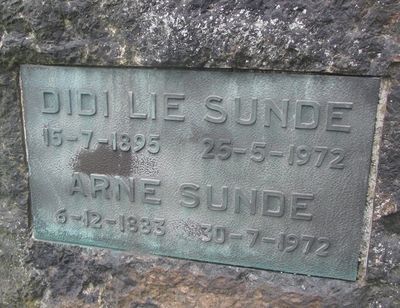 DIDI LIE SUNDE
15-7-1895 25-5-1972
ARNE SUNDE
6-12-1883 30-7-1972